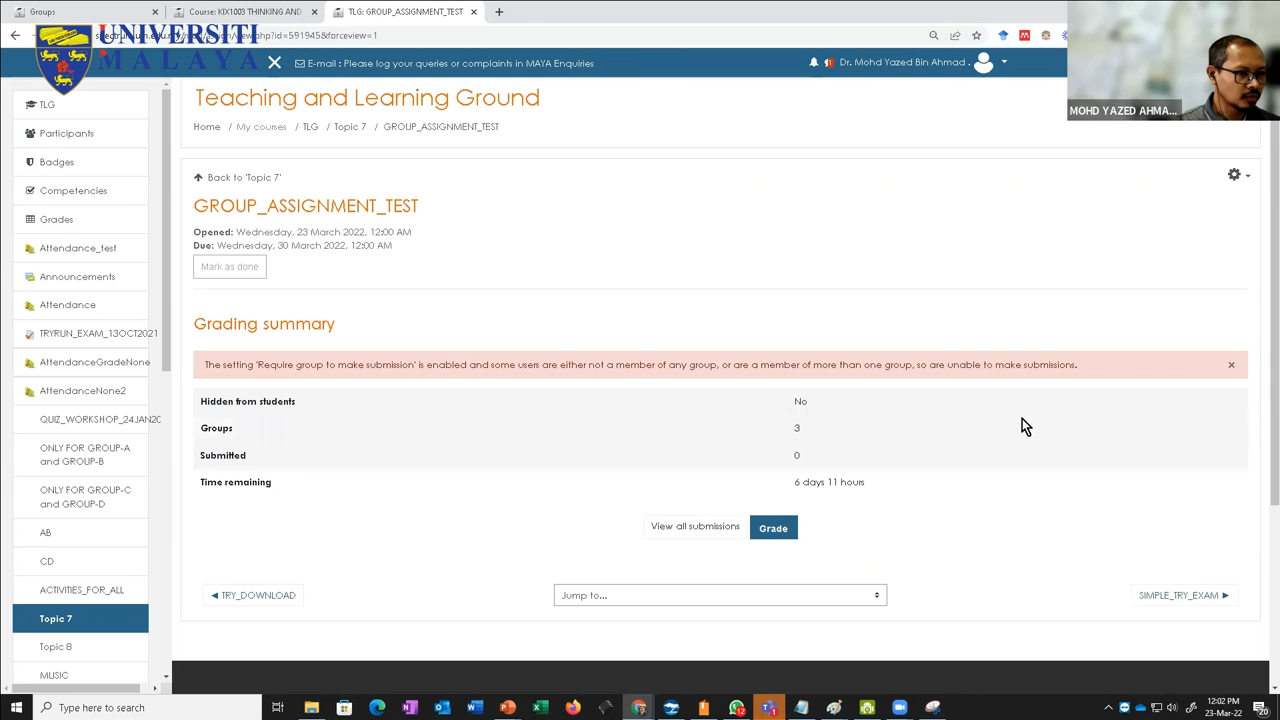 Groups
Course: KIX1003 THINKING AND
TLG: GROUP_ASSIGNMENT_TEST
UNIVERSITI
MALAYA
id=591945&forceview=1
E-mail : Please log your queries or complaints in MAYA Enquiries
Dr. Mohd Yazed Bin Ahmad .
MOHD YAZED AHMA...
TLG
Participants
Badges
Competencies
Grades
Attendance_test
Announcements
Attendance
TRYRUN_EXAM_13OCT2021
AttendanceGradeNone
AttendanceNone2
QUIZ_WORKSHOP_24JAN20
ONLY FOR GROUP-A
and GROUP-B
ONLY FOR GROUP-C
and GROUP-D
AB
CD
ACTIVITIES_FOR_ALL
Topic 7
Topic 8
MUSIC
Teaching and Learning Ground
Home / My courses / TLG / Topic 7 / GROUP_ASSIGNMENT_TEST
Back to 'Topic 7'
GROUP_ASSIGNMENT_TEST
Opened: Wednesday, 23 March 2022, 12:00 AM
Due: Wednesday, 30 March 2022, 12:00 AM
Mark as done
Grading summary
The setting 'Require group to make submission' is enabled and some users are either not a member of any group, or are a member of more than one group, so are unable to make submissions.
Hidden from students No
Groups 3
Submitted 0
Time remaining 6 days 11 hours
View all submissions Grade
◀ TRY_DOWNLOAD
Jump to...
SIMPLE_TRY_EXAM ▶
Type here to search
12:02 PM
23-Mar-22
20